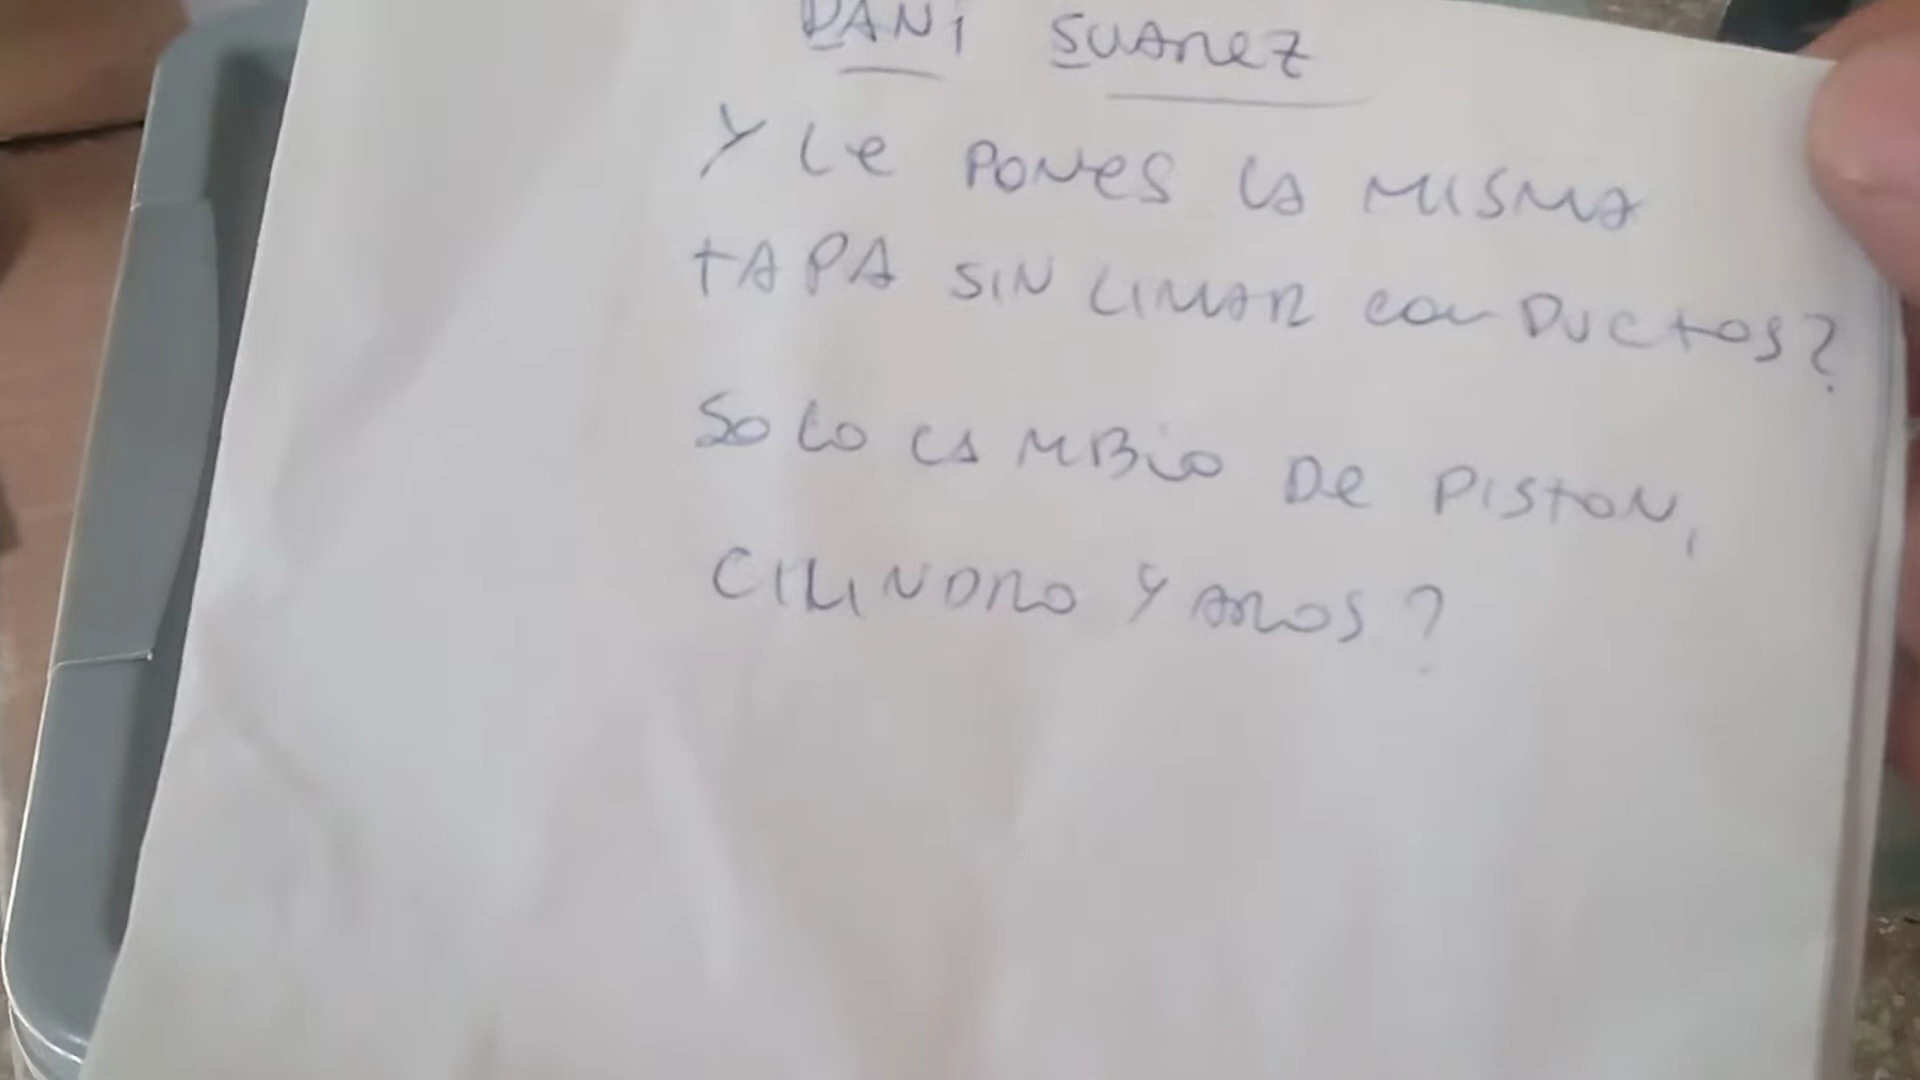 DANI SUAREZ
Y Le PONES LA MISMA
tAPA SIN LIMAR conDuctos?
SoLo cAMBio De PIStoN,
CILINDRO Y AROS?